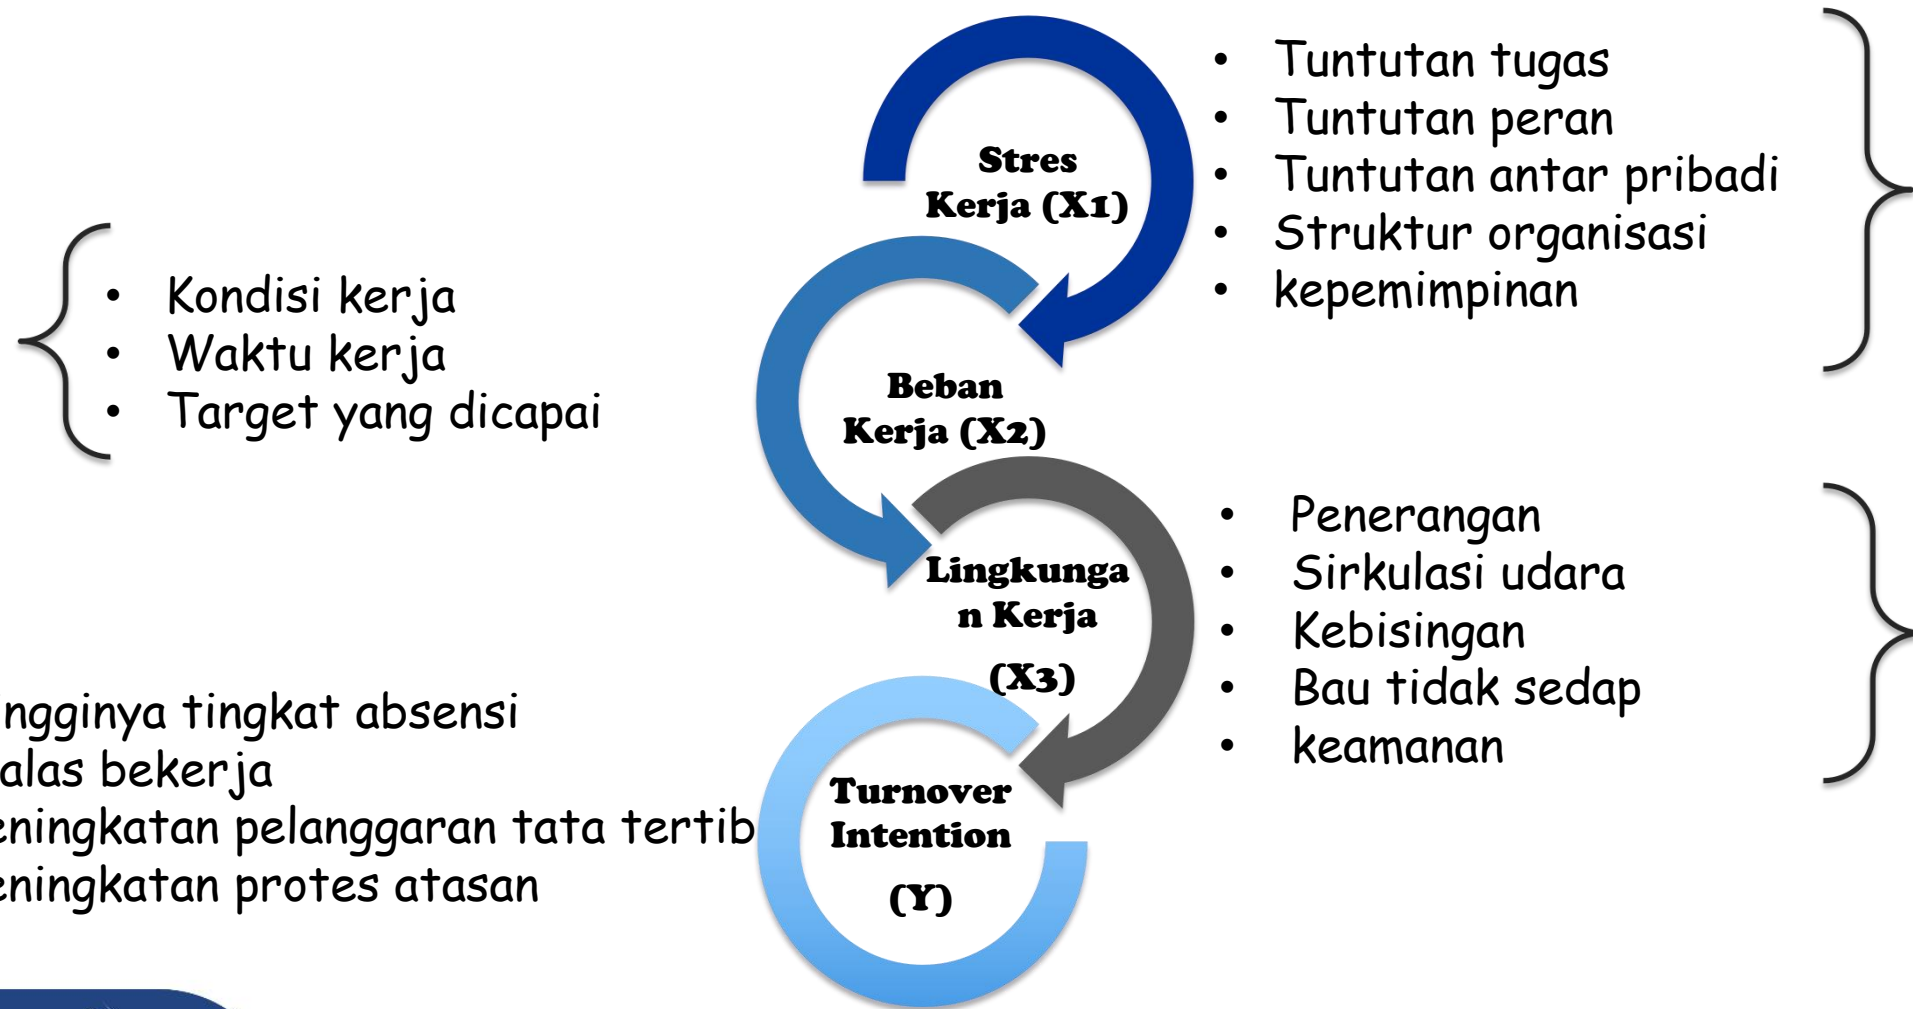 Stres
Kerja (X1)
• Tuntutan tugas
• Tuntutan peran
• Tuntutan antar pribadi
• Struktur organisasi
• kepemimpinan
• Kondisi kerja
• Waktu kerja
• Target yang dicapai
Beban
Kerja (X2)
Lingkunga
n Kerja
(X3)
• Penerangan
• Sirkulasi udara
• Kebisingan
• Bau tidak sedap
• keamanan
ngginya tingkat absensi
alas bekerja
eningkatan pelanggaran tata tertib
eningkatan protes atasan
Turnover
Intention
(Y)